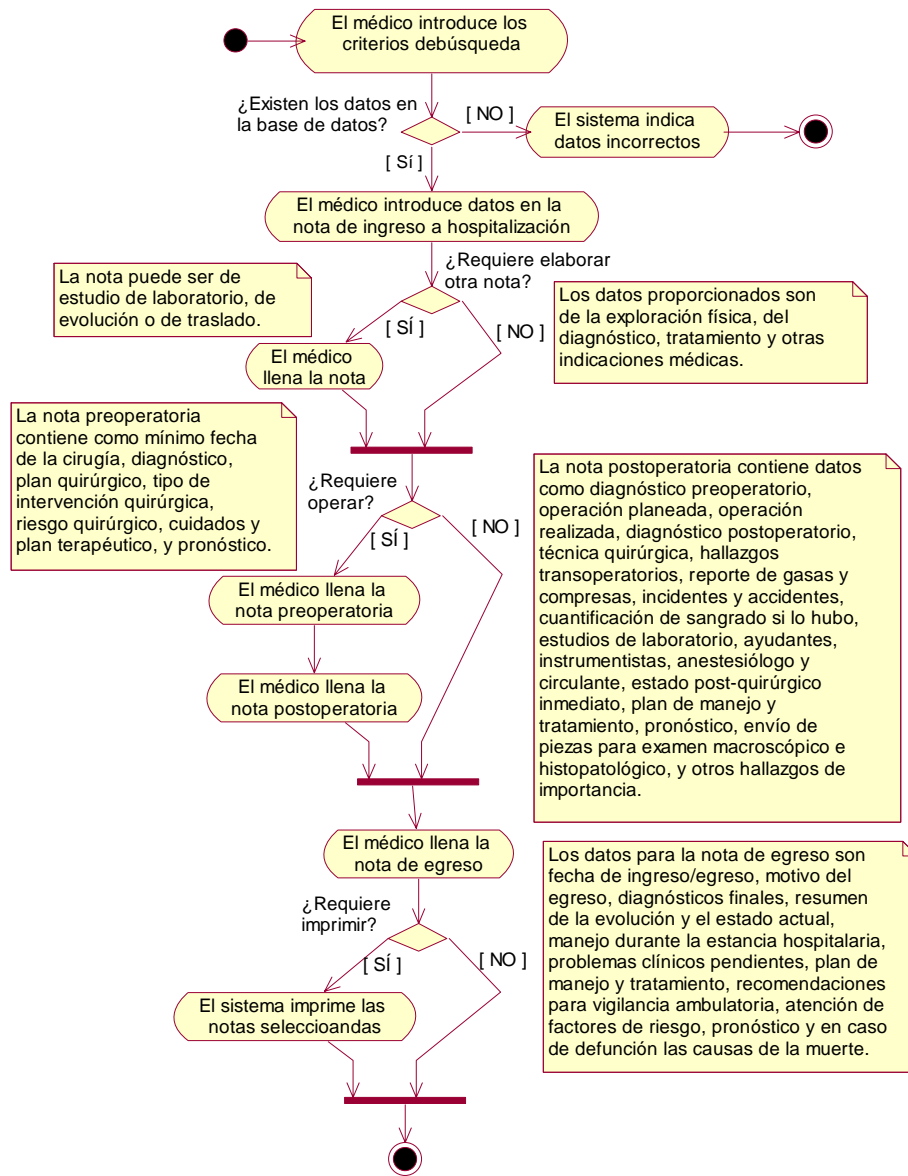 El médico introduce los
criterios debúsqueda
¿Existen los datos en
la base de datos?
[ NO ]
El sistema indica
datos incorrectos
[ Sí ]
El médico introduce datos en la
nota de ingreso a hospitalización
¿Requiere elaborar
otra nota?
La nota puede ser de
estudio de laboratorio, de
evolución o de traslado.
[ SÍ ]
[ NO ]
Los datos proporcionados son
de la exploración física, del
diagnóstico, tratamiento y otras
indicaciones médicas.
El médico
llena la nota
La nota preoperatoria
contiene como mínimo fecha
de la cirugía, diagnóstico,
plan quirúrgico, tipo de
intervención quirúrgica,
riesgo quirúrgico, cuidados y
plan terapéutico, y pronóstico.
¿Requiere
operar?
[ SÍ ]
[ NO ]
La nota postoperatoria contiene datos
como diagnóstico preoperatorio,
operación planeada, operación
realizada, diagnóstico postoperatorio,
técnica quirúrgica, hallazgos
transoperatorios, reporte de gasas y
compresas, incidentes y accidentes,
cuantificación de sangrado si lo hubo,
estudios de laboratorio, ayudantes,
instrumentistas, anestesiólogo y
circulante, estado post-quirúrgico
inmediato, plan de manejo y
tratamiento, pronóstico, envío de
piezas para examen macroscópico e
histopatológico, y otros hallazgos de
importancia.
El médico llena la
nota preoperatoria
El médico llena la
nota postoperatoria
El médico llena la
nota de egreso
¿Requiere
imprimir?
[ SÍ ]
[ NO ]
Los datos para la nota de egreso son
fecha de ingreso/egreso, motivo del
egreso, diagnósticos finales, resumen
de la evolución y el estado actual,
manejo durante la estancia hospitalaria,
problemas clínicos pendientes, plan de
manejo y tratamiento, recomendaciones
para vigilancia ambulatoria, atención de
factores de riesgo, pronóstico y en caso
de defunción las causas de la muerte.
El sistema imprime las
notas seleccioandas